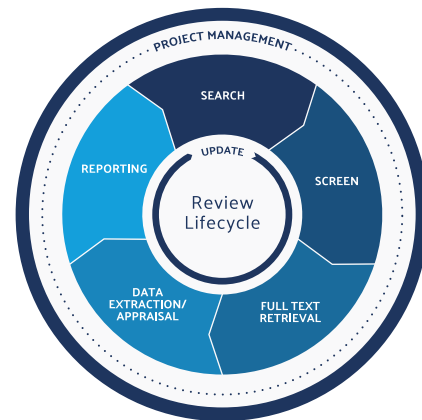 PROJECT MANAGEMENT
SEARCH
UPDATE
REPORTING
SCREEN
Review
Lifecycle
DATA
EXTRACTION/
APPRAISAL
FULL TEXT
RETRIEVAL